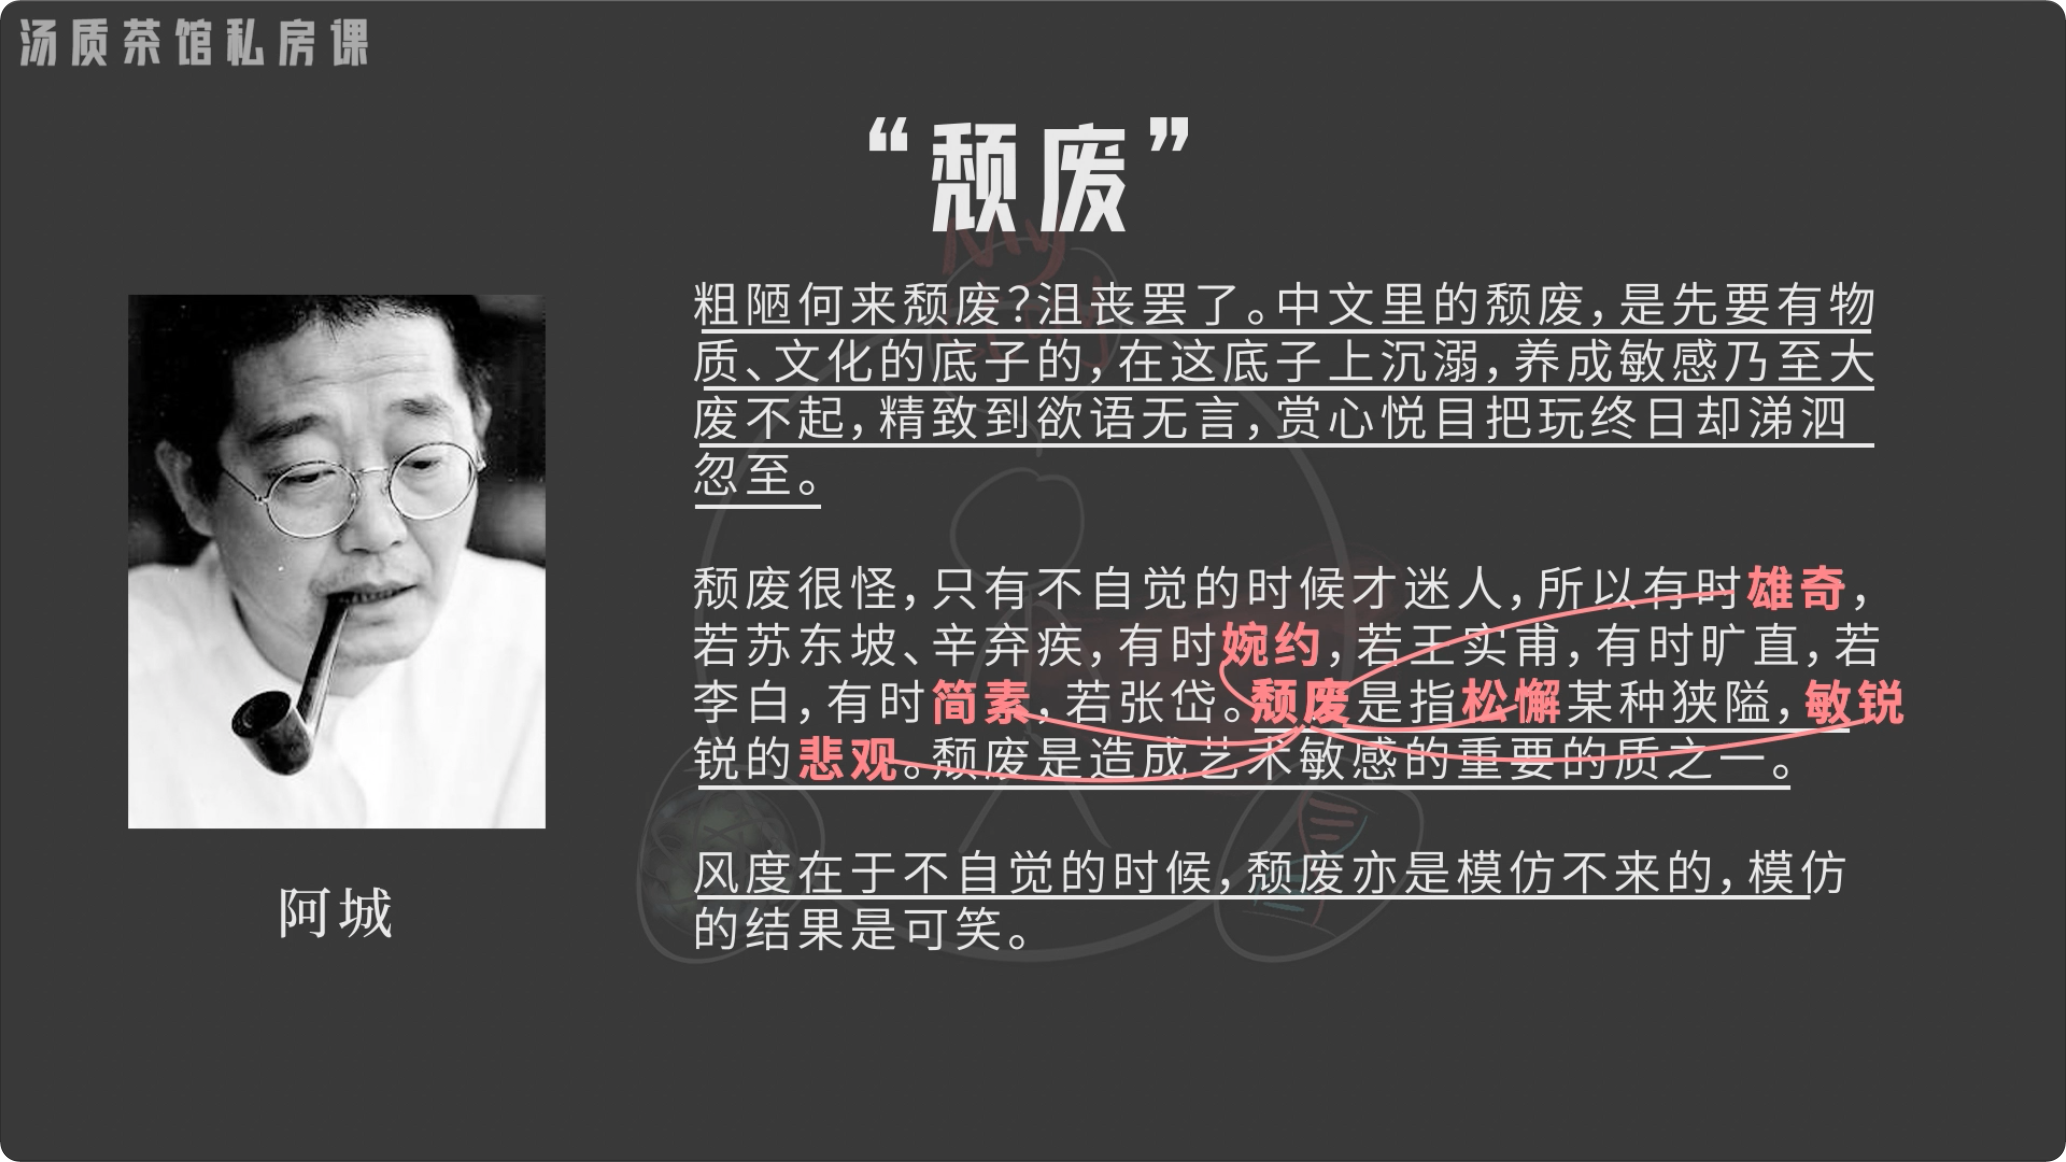 汤质茶馆私房课
“颓废”
粗陋何来颓废？沮丧罢了。中文里的颓废，是先要有物
质、文化的底子的，在这底子上沉溺，养成敏感乃至大
废不起，精致到欲语无言，赏心悦目把玩终日却涕泗
忽至。
颓废很怪，只有不自觉的时候才迷人，所以有时雄奇，
若苏东坡、辛弃疾，有时婉约，若王实甫，有时旷直，若
李白，有时简素，若张岱。颓废是指松懈某种狭隘，敏锐
锐的悲观。颓废是造成艺术敏感的重要的质之一。
风度在于不自觉的时候，颓废亦是模仿不来的，模仿
的结果是可笑。
阿城